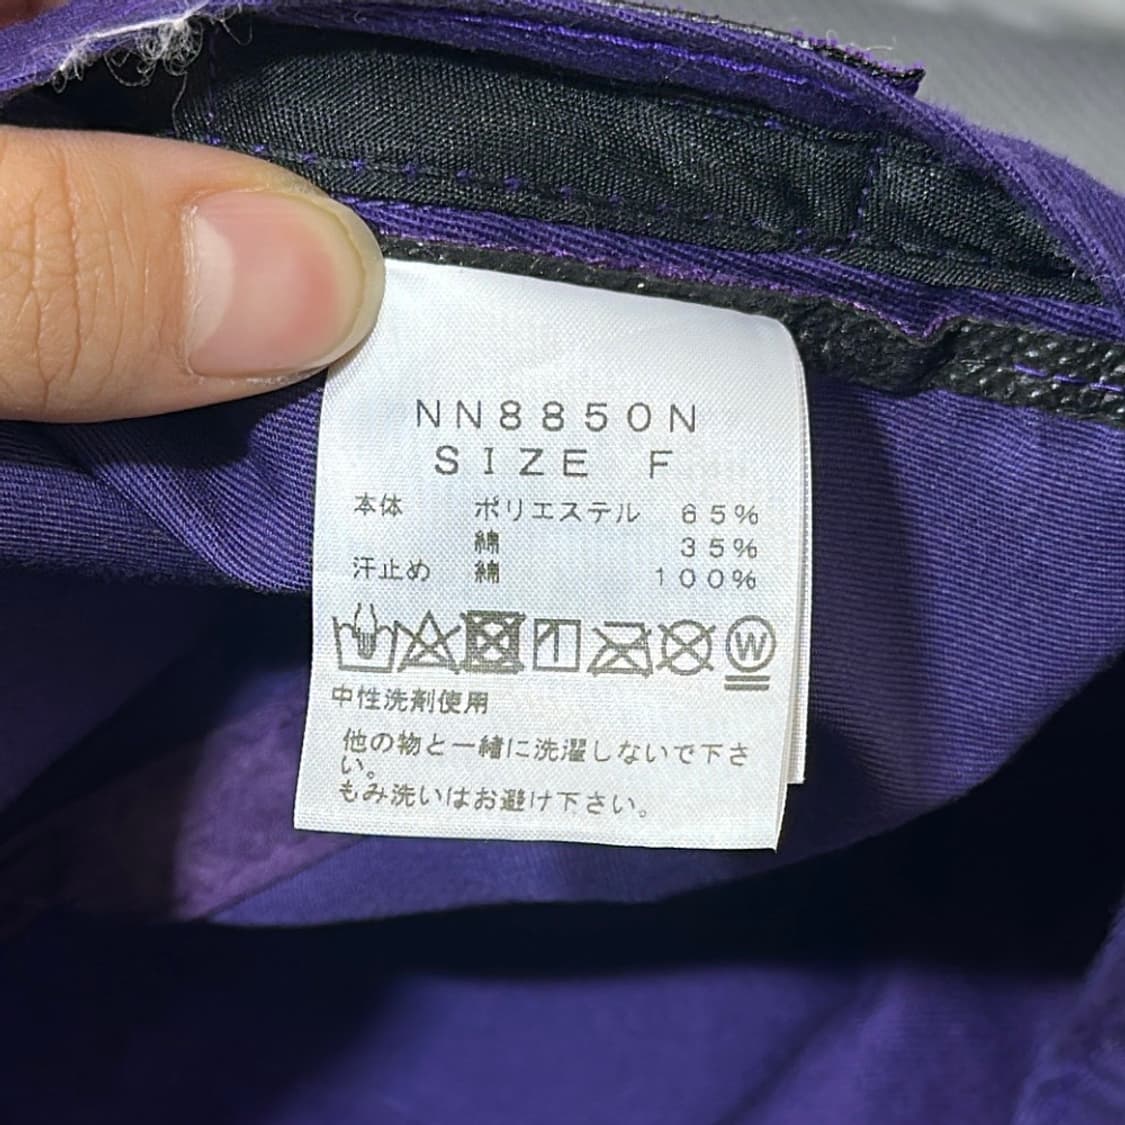 NN8850N
SIZE F
本体 ポリエステル 65%
綿 35%
汗止め 綿 100%
W
中性洗剤使用
他の物と一緒に洗濯しないで下さ
い。
もみ洗いはお避け下さい。